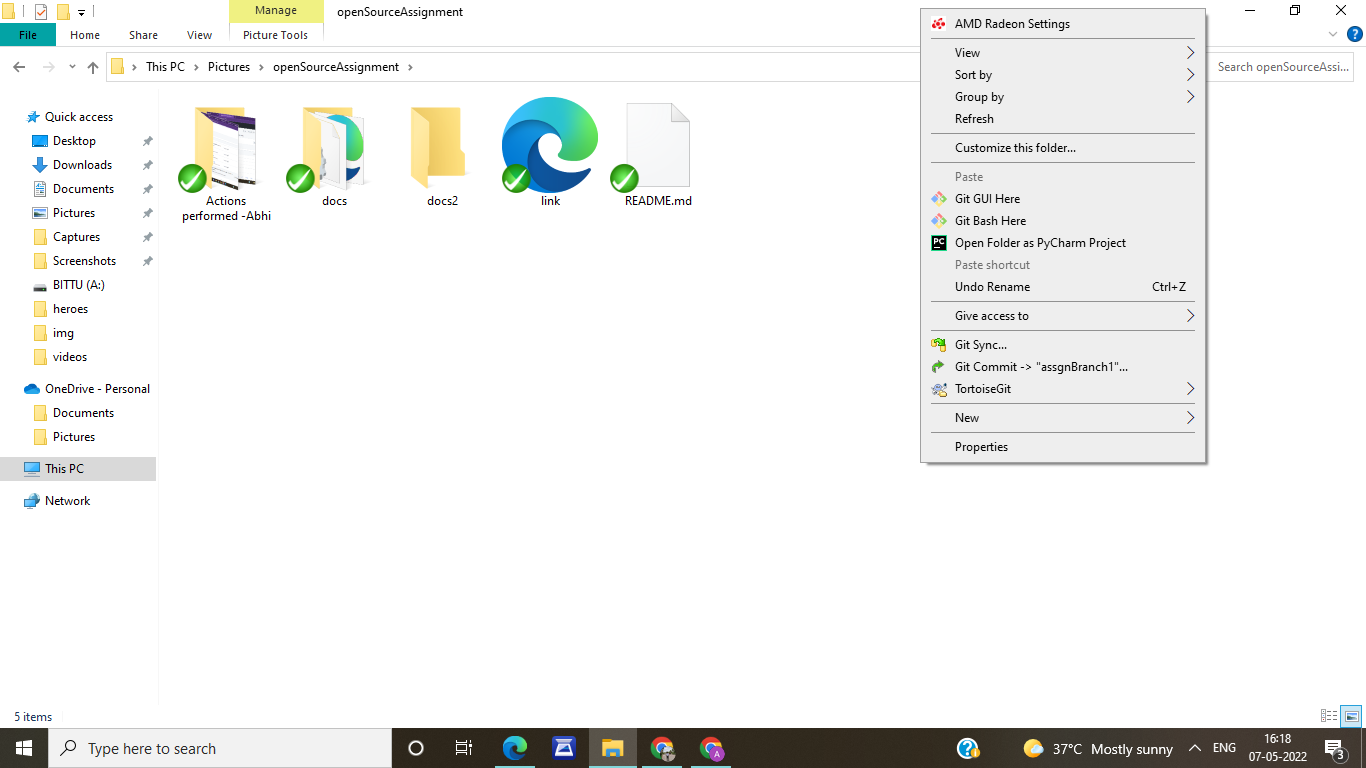 Manage
openSourceAssignment
File
Home
Share
View
Picture Tools
?
This PC
Pictures
openSourceAssignment
Search openSourceAssi...
Quick access
Desktop
Downloads
Documents
Pictures
Captures
Screenshots
BITTU (A:)
heroes
img
videos
OneDrive - Personal
Documents
Pictures
This PC
Network
Actions
performed -Abhi
docs
docs2
link
README.md
AMD Radeon Settings
View
Sort by
Group by
Refresh
Customize this folder...
Paste
Git GUI Here
Git Bash Here
PC
Open Folder as PyCharm Project
Paste shortcut
Undo Rename Ctrl+Z
Give access to
Git Sync...
Git Commit -> "assgnBranch1"...
TortoiseGit
New
Properties
5 items
Type here to search
A
?
37°C Mostly sunny
ENG
16:18
07-05-2022
3